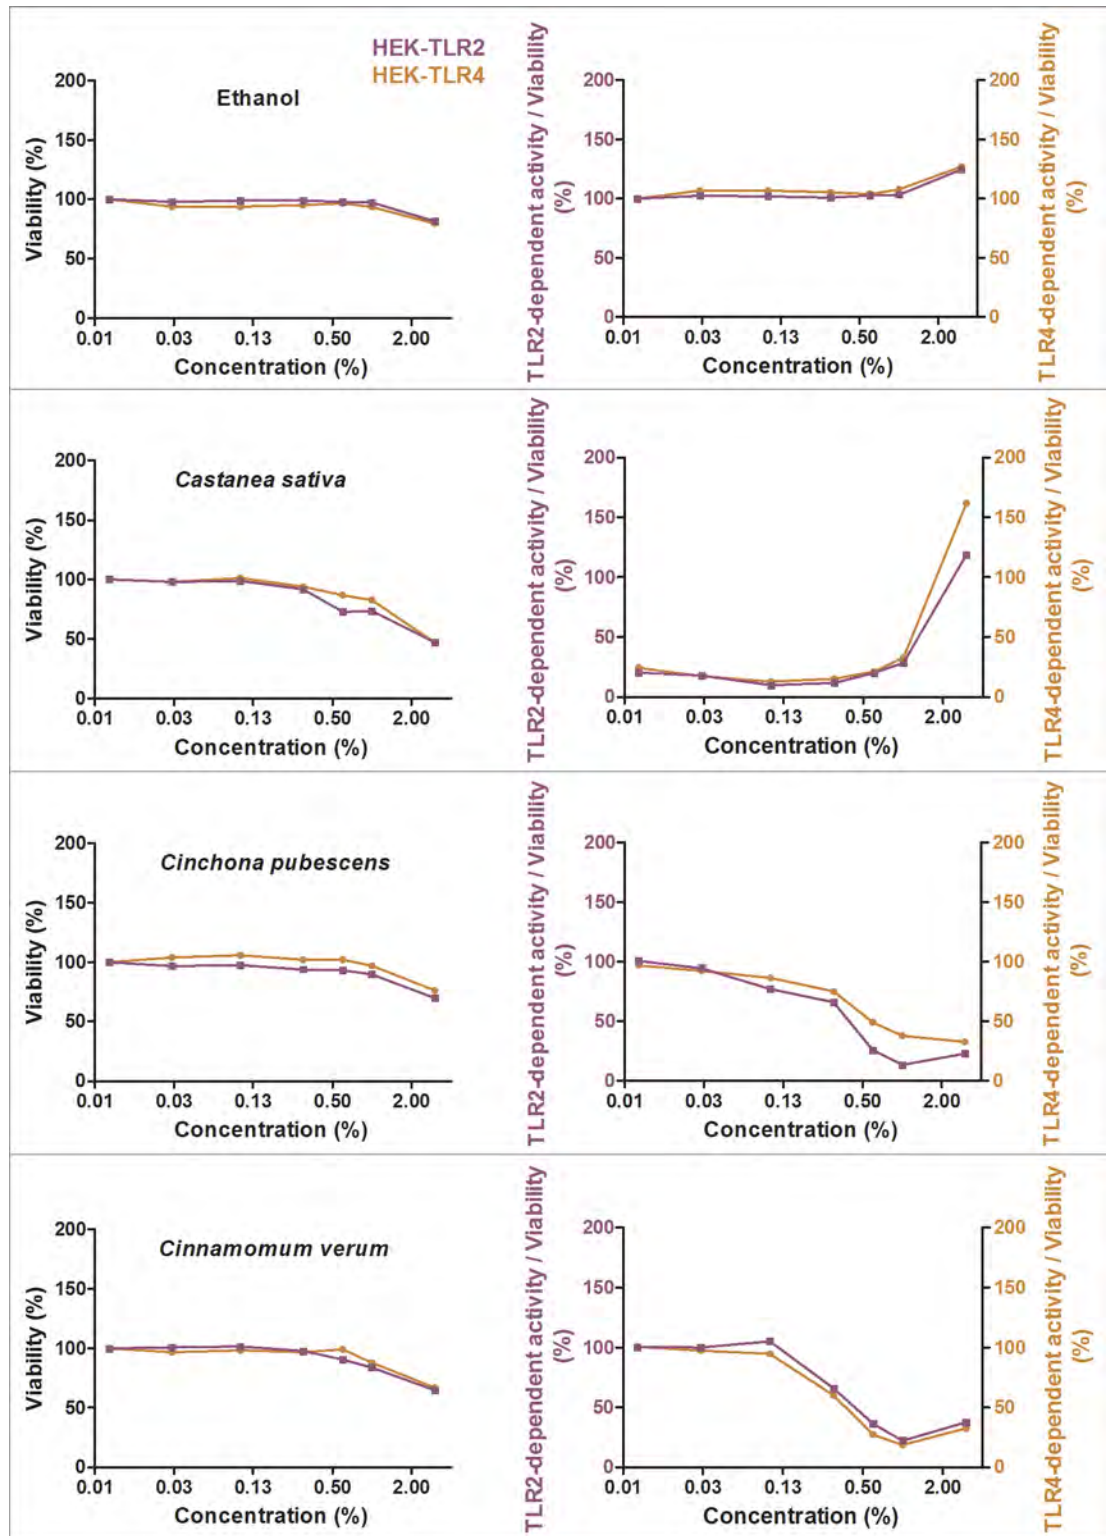 HEK-TLR2
HEK-TLR4
Ethanol
Viability (%)
200
150
100
50
0
0.01 0.03 0.13 0.50 2.00
Concentration (%)
TLR2-dependent activity / Viability
(%)
200
150
100
50
0
0.01 0.03 0.13 0.50 2.00
Concentration (%)
200
150
100
50
0
TLR4-dependent activity / Viability
(%)
Castanea sativa
Viability (%)
200
150
100
50
0
0.01 0.03 0.13 0.50 2.00
Concentration (%)
TLR2-dependent activity / Viability
(%)
200
150
100
50
0
0.01 0.03 0.13 0.50 2.00
Concentration (%)
200
150
100
50
0
TLR4-dependent activity / Viability
(%)
Cinchona pubescens
Viability (%)
200
150
100
50
0
0.01 0.03 0.13 0.50 2.00
Concentration (%)
TLR2-dependent activity / Viability
(%)
200
150
100
50
0
0.01 0.03 0.13 0.50 2.00
Concentration (%)
200
150
100
50
0
TLR4-dependent activity / Viability
(%)
Cinnamomum verum
Viability (%)
200
150
100
50
0
0.01 0.03 0.13 0.50 2.00
Concentration (%)
TLR2-dependent activity / Viability
(%)
200
150
100
50
0
0.01 0.03 0.13 0.50 2.00
Concentration (%)
200
150
100
50
0
TLR4-dependent activity / Viability
(%)